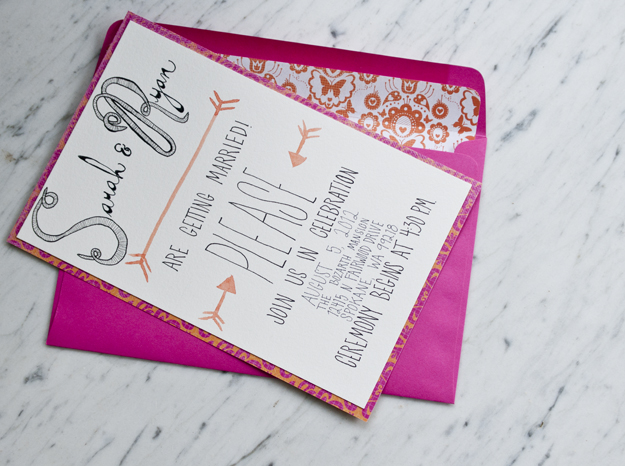 Sarah & Ryan
ARE GETTING MARRIED!
PLEASE
JOIN US IN CELEBRATION
AUGUST 5, 2012
THE BOZARTH MANSION
12415 N FAIRWOOD DRIVE
SPOKANE, WA 99218
CEREMONY BEGINS AT 4:30 PM.